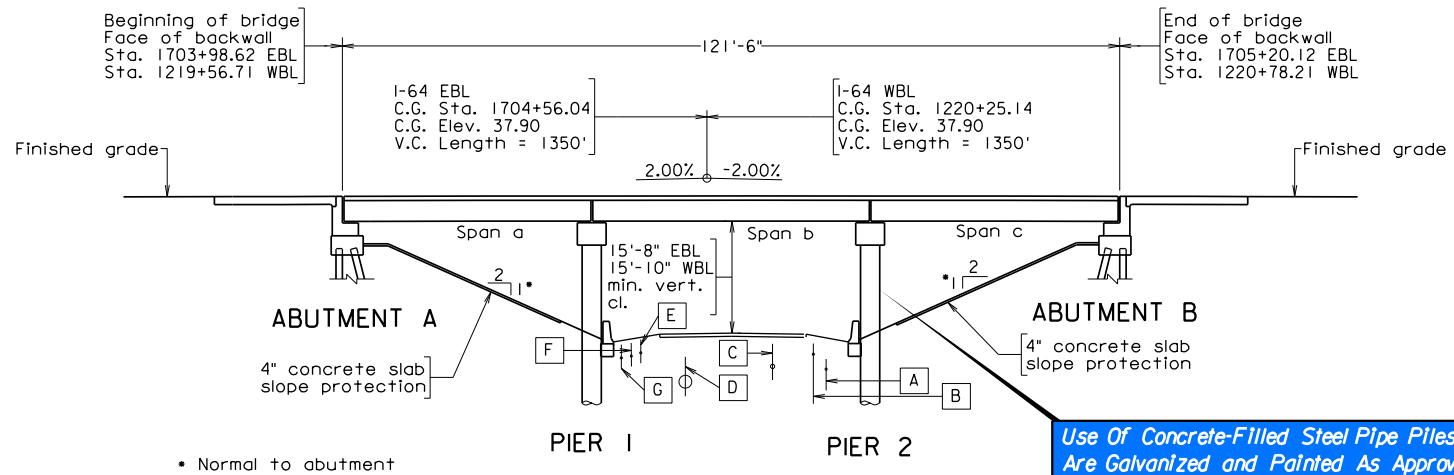 Beginning of bridge
Face of backwall
Sta. 1703+98.62 EBL
Sta. 1219+56.71 WBL
121'-6"
End of bridge
Face of backwall
Sta. 1705+20.12 EBL
Sta. 1220+78.21 WBL
I-64 EBL
C.G. Sta. 1704+56.04
C.G. Elev. 37.90
V.C. Length = 1350'
I-64 WBL
C.G. Sta. 1220+25.14
C.G. Elev. 37.90
V.C. Length = 1350'
Finished grade
Finished grade
2.00% -2.00%
Span a
Span b
Span c
15'-8" EBL
15'-10" WBL
min. vert.
cl.
2
1*
*1
2
ABUTMENT A
ABUTMENT B
E
F
C
4" concrete slab
slope protection
G
D
A
B
4" concrete slab
slope protection
PIER 1
PIER 2
* Normal to abutment
Use Of Concrete-Filled Steel Pipe Piles
Are Galvanized and Painted As Approv